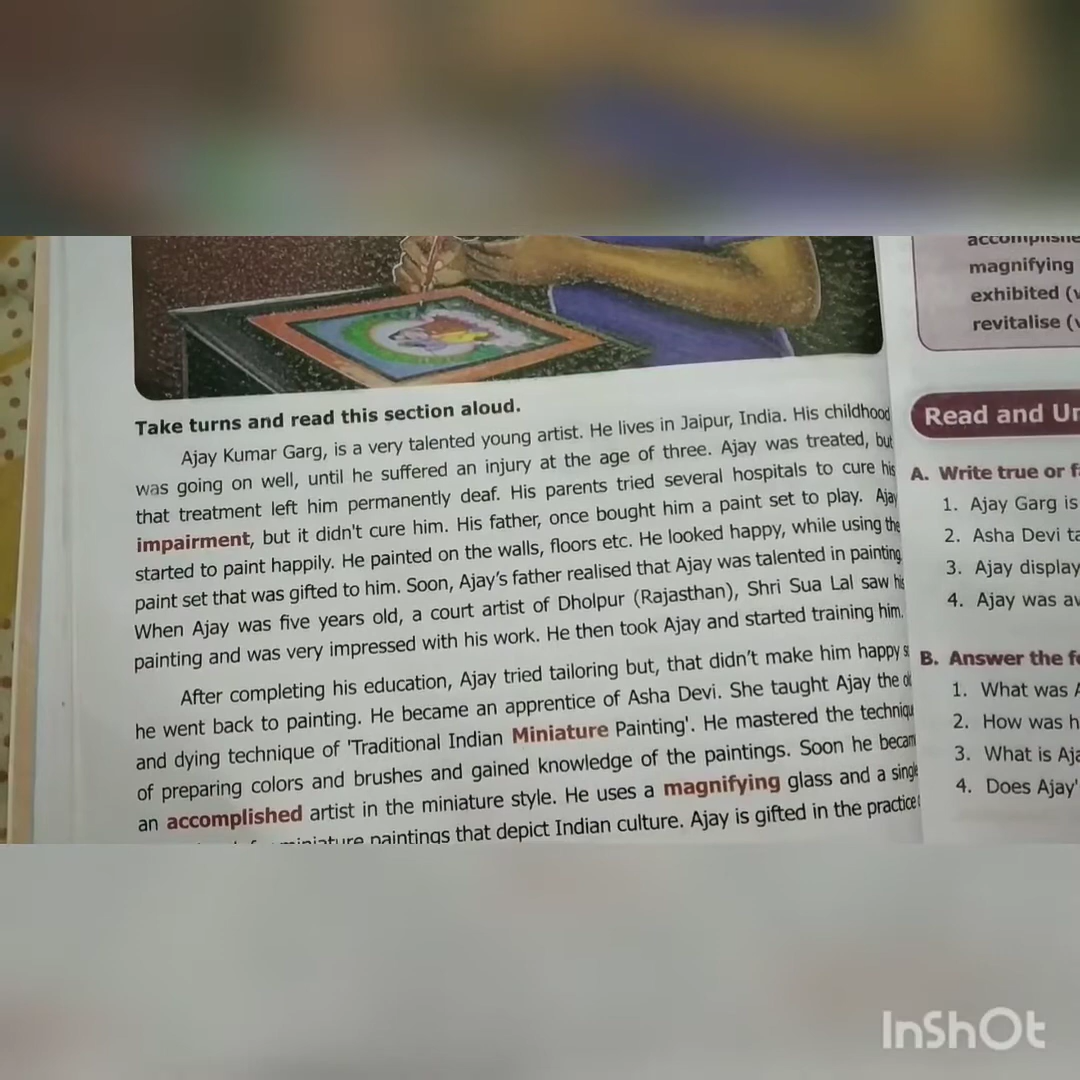 Take turns and read this section aloud.
Ajay Kumar Garg, is a very talented young artist. He lives in Jaipur, India. His childhood
was going on well, until he suffered an injury at the age of three. Ajay was treated, but
that treatment left him permanently deaf. His parents tried several hospitals to cure his
impairment, but it didn't cure him. His father, once bought him a paint set to play. Ajay
started to paint happily. He painted on the walls, floors etc. He looked happy, while using the
paint set that was gifted to him. Soon, Ajay's father realised that Ajay was talented in painting.
When Ajay was five years old, a court artist of Dholpur (Rajasthan), Shri Sua Lal saw his
painting and was very impressed with his work. He then took Ajay and started training him.
After completing his education, Ajay tried tailoring but, that didn't make him happy
he went back to painting. He became an apprentice of Asha Devi. She taught Ajay the
and dying technique of 'Traditional Indian Miniature Painting'. He mastered the
of preparing colors and brushes and gained knowledge of the paintings. Soon he
an accomplished artist in the miniature style. He uses a magnifying glass and a
miniature paintings that depict Indian culture. Ajay is gifted in the practice
magnifying
exhibited
revitalise
Read and
A. Write true or
1. Ajay Garg is
2. Asha Devi
3. Ajay display
4. Ajay was
B. Answer the
1. What was
2. How was
3. What is
4. Does Ajay'
InShOt